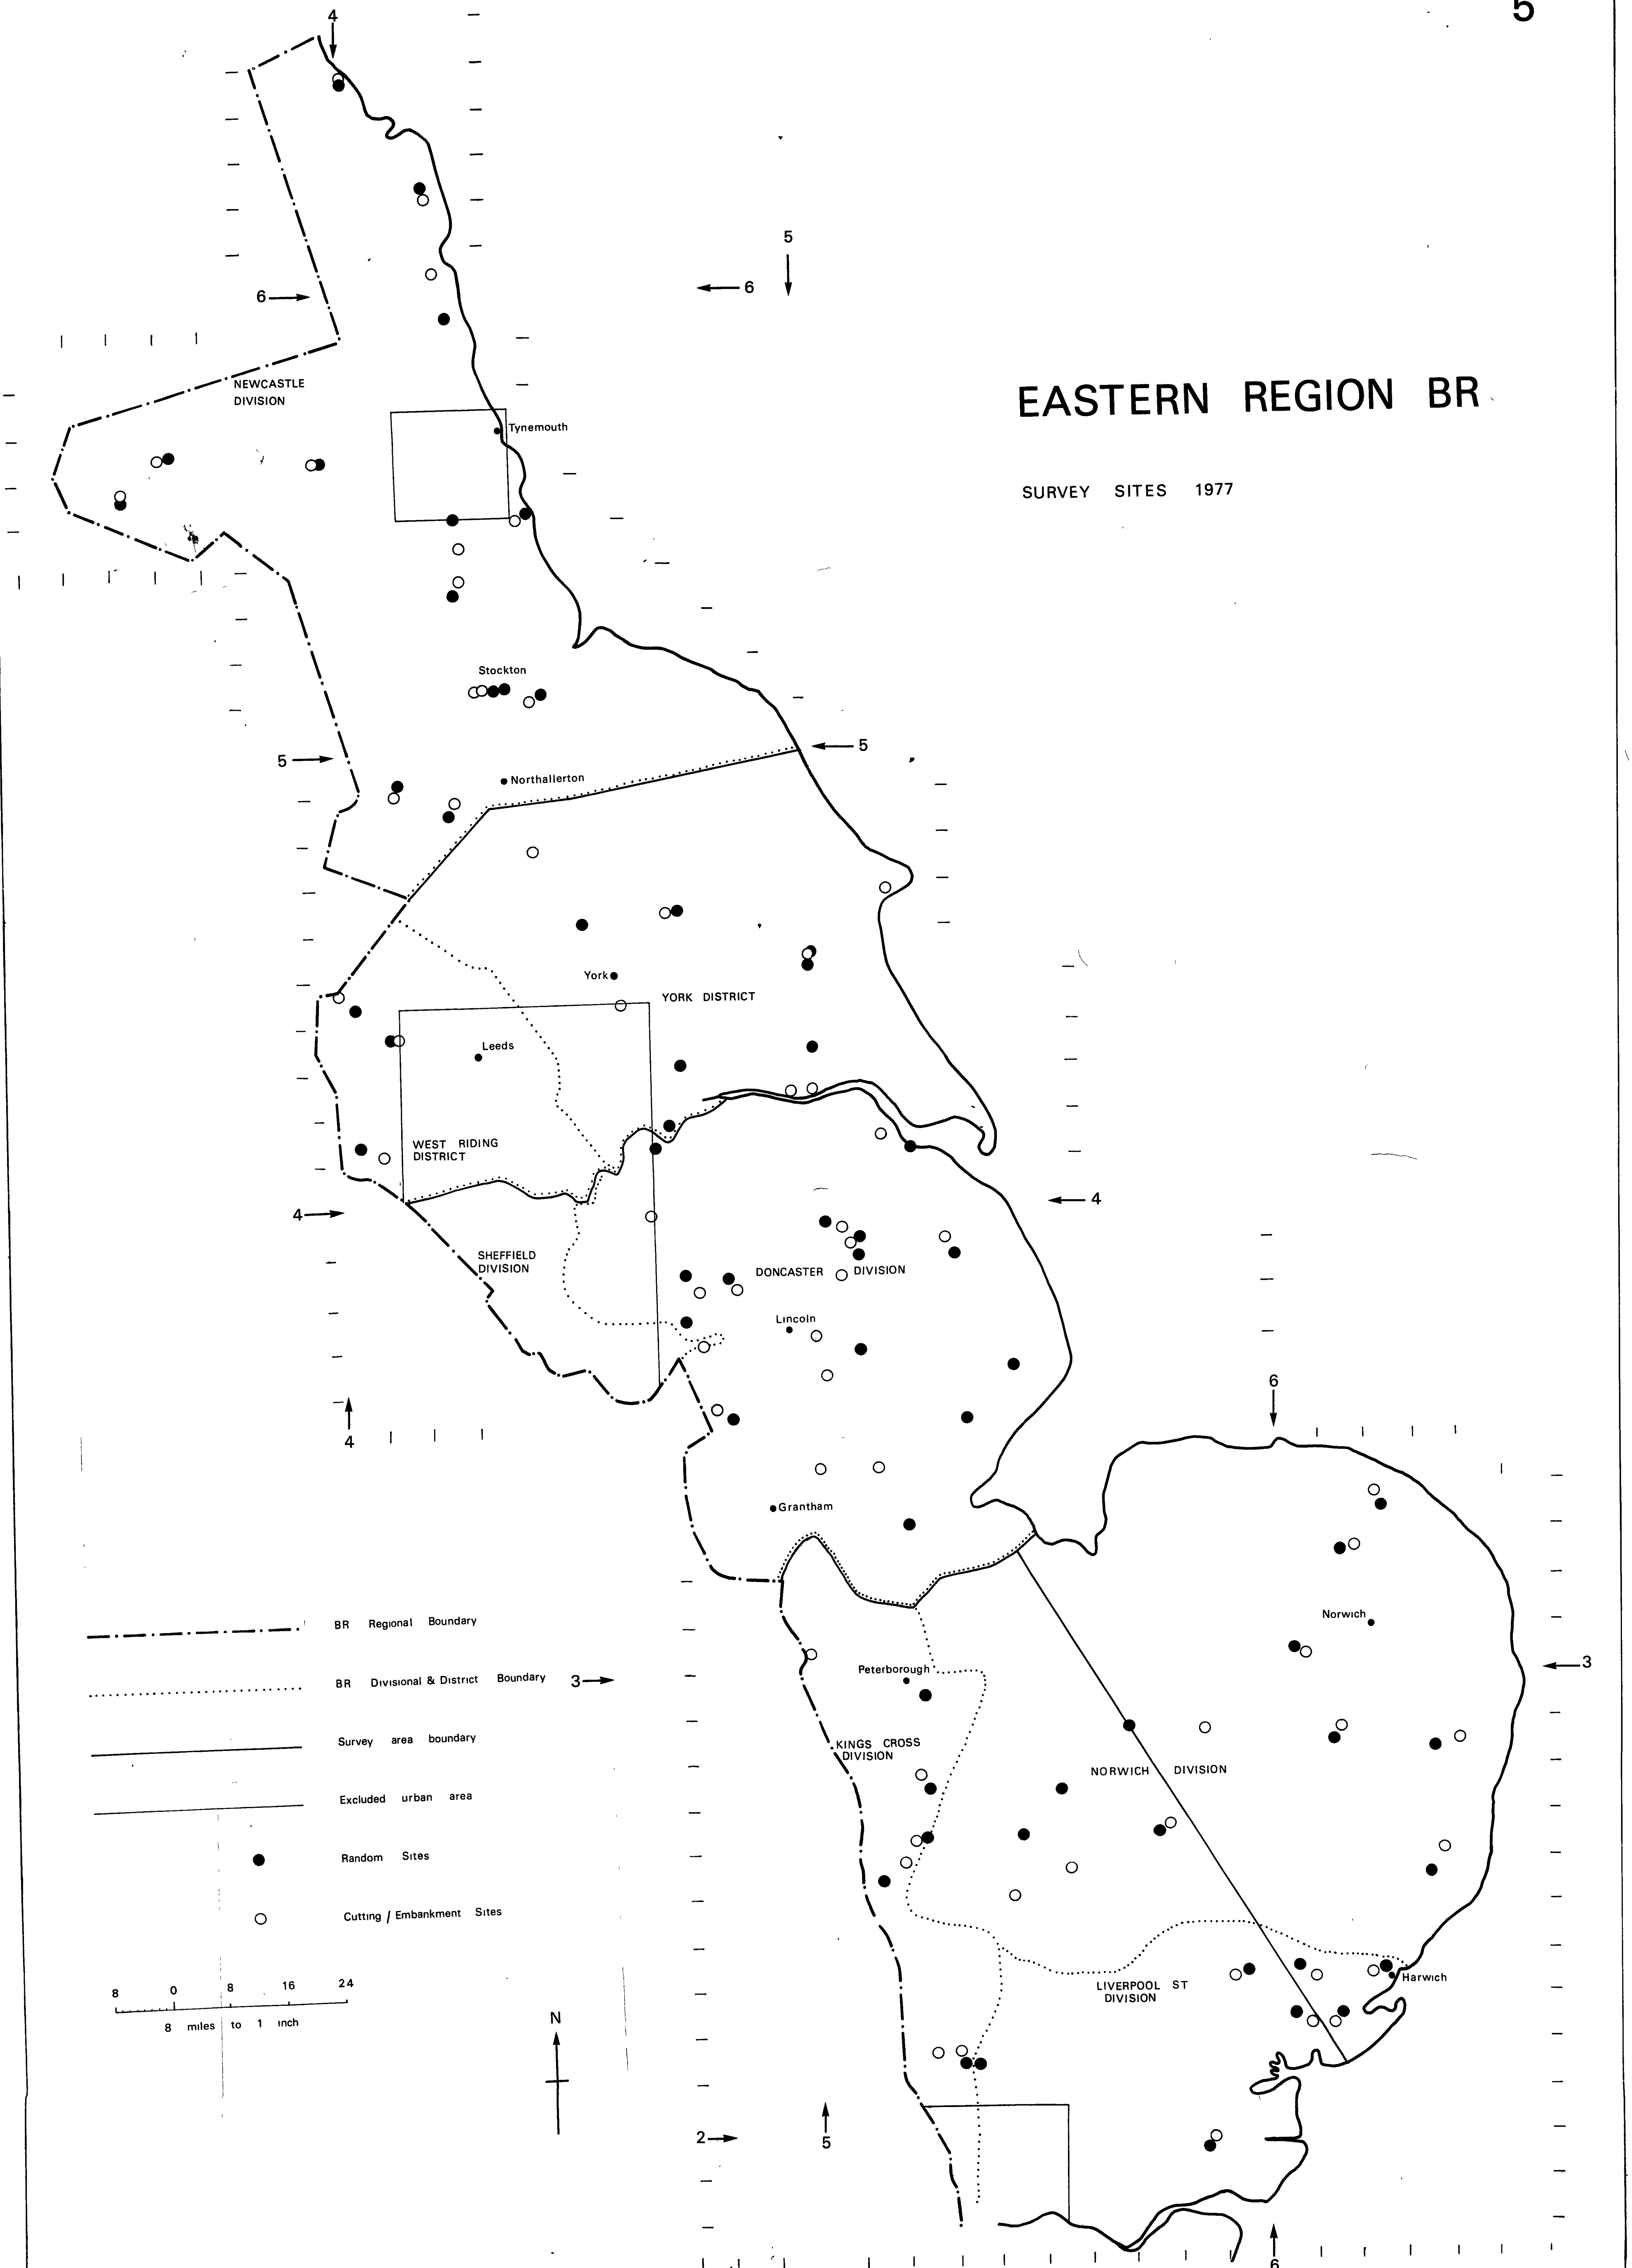 5
4
5
6
6
NEWCASTLE
DIVISION
EASTERN REGION BR
Tynemouth
SURVEY SITES 1977
Stockton
5
5
Northallerton
York
YORK DISTRICT
Leeds
WEST RIDING
DISTRICT
4
4
SHEFFIELD
DIVISION
DONCASTER DIVISION
Lincoln
6
4
Grantham
BR Regional Boundary
Norwich
Peterborough
BR Divisional & District Boundary
3
3
Survey area boundary
KINGS CROSS
DIVISION
NORWICH DIVISION
Excluded urban area
Random Sites
Cutting / Embankment Sites
8 0 8 16 24
8 miles to 1 inch
LIVERPOOL ST
DIVISION
Harwich
N
2
5
6